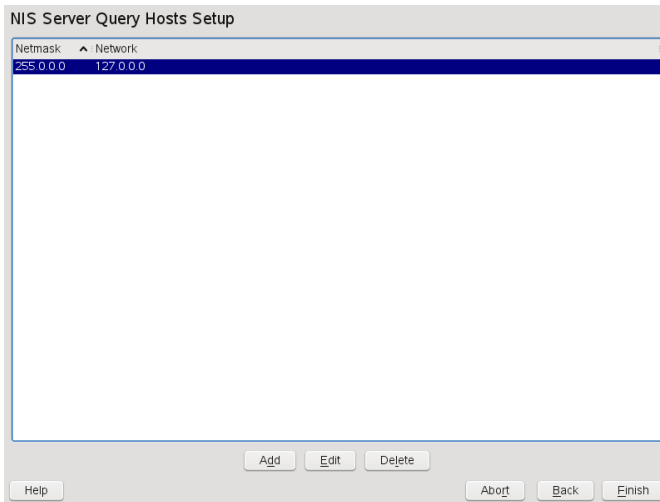 NIS Server Query Hosts Setup
Netmask Network
255.0.0.0 127.0.0.0
Add Edit Delete
Help Abort Back Finish